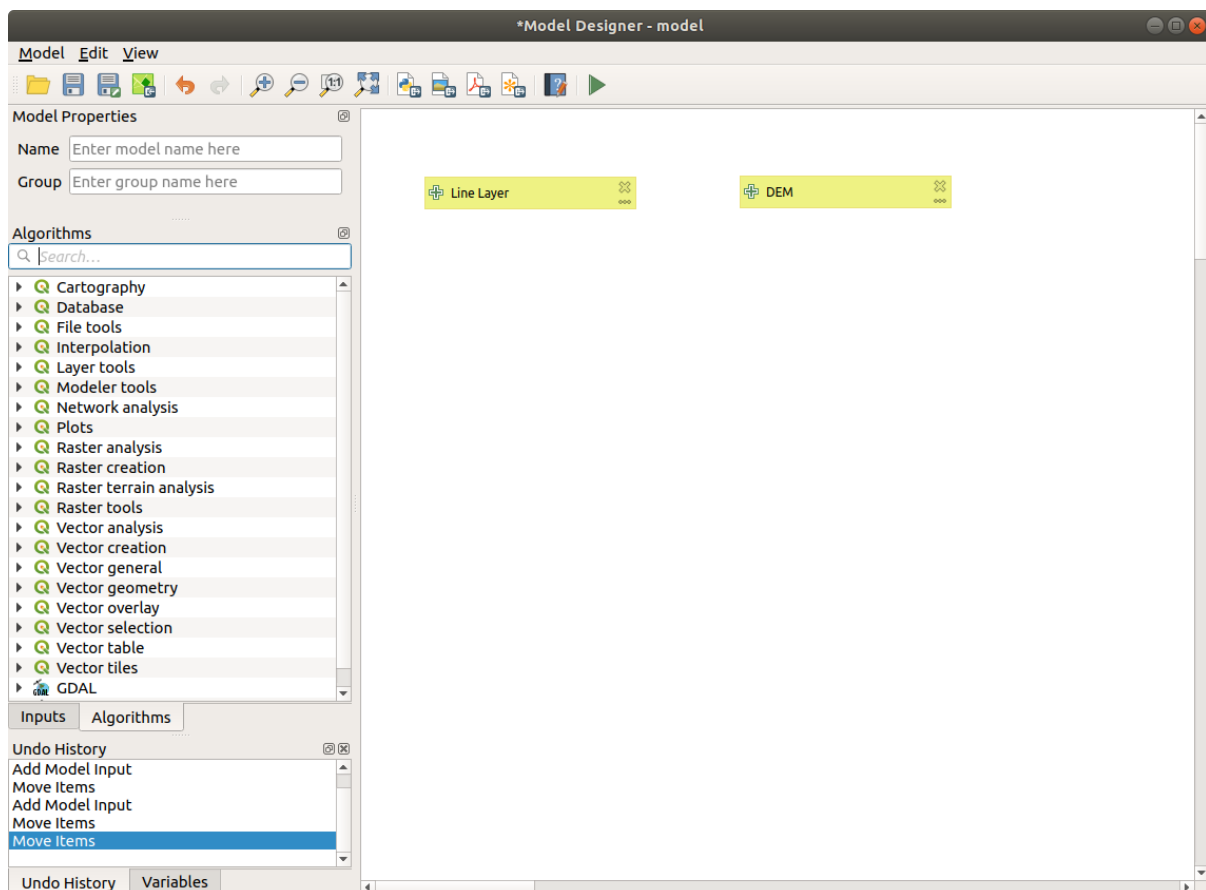 *Model Designer - model
Model Edit View
Model Properties
Name Enter model name here
Group Enter group name here
Algorithms
Search...
Cartography
Database
File tools
Interpolation
Layer tools
Modeler tools
Network analysis
Plots
Raster analysis
Raster creation
Raster terrain analysis
Raster tools
Vector analysis
Vector creation
Vector general
Vector geometry
Vector overlay
Vector selection
Vector table
Vector tiles
GDAL
Inputs Algorithms
Undo History
Add Model Input
Move Items
Add Model Input
Move Items
Move Items
Undo History Variables
Line Layer
DEM